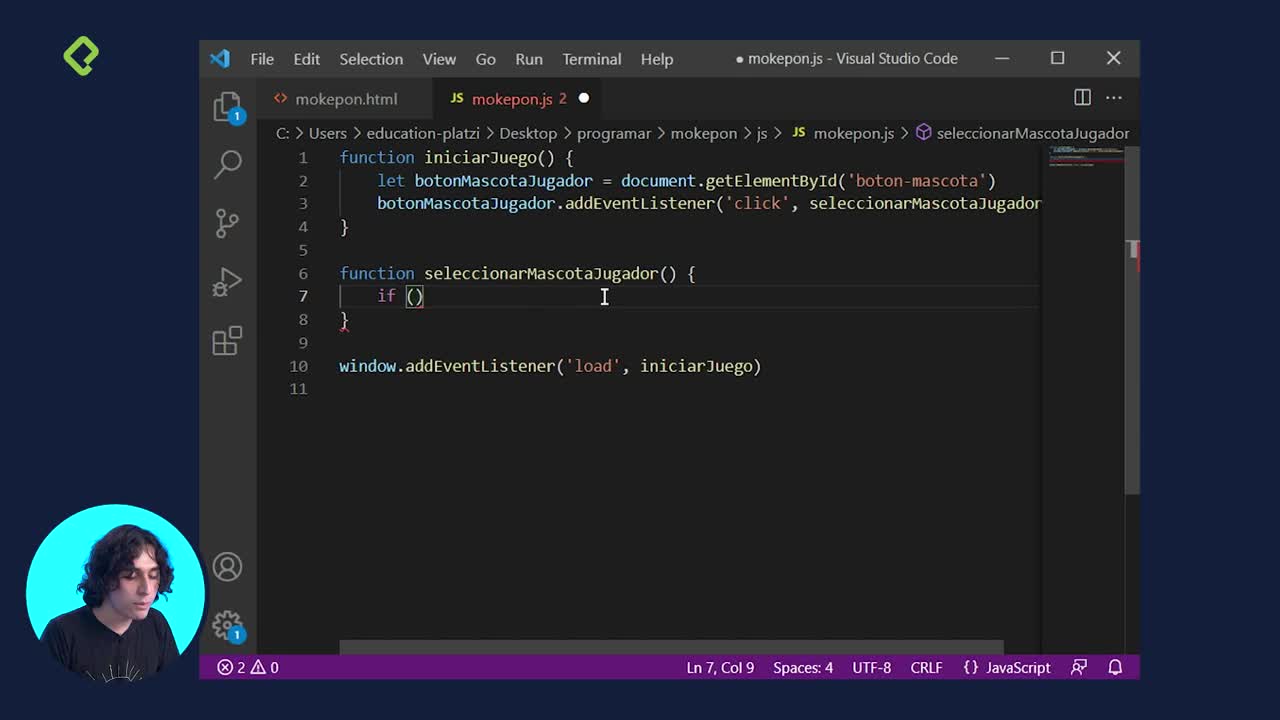 File Edit Selection View Go Run Terminal Help ● mokepon.js - Visual Studio Code
<> mokepon.html JS mokepon.js 2 ●
C: > Users > education-platzi > Desktop > programar > mokepon > js > JS mokepon.js > seleccionarMascotaJugador
1 function iniciarJuego() {
2 let botonMascotaJugador = document.getElementById('boton-mascota')
3 botonMascotaJugador.addEventListener('click', seleccionarMascotaJugador
4 }
5
6 function seleccionarMascotaJugador() {
7 if ()
8 }
9
10 window.addEventListener('load', iniciarJuego)
11
1
1
2 0 Ln 7, Col 9 Spaces: 4 UTF-8 CRLF {} JavaScript